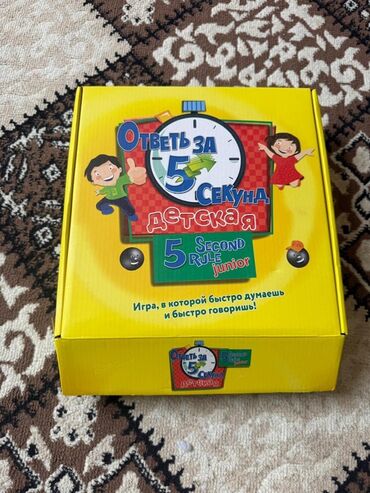 Ответь за
5
секунд
детская
5 Second
Rule
junior
Игра, в которой быстро думаешь
и быстро говоришь!
Ответь за
5
секунд
детская